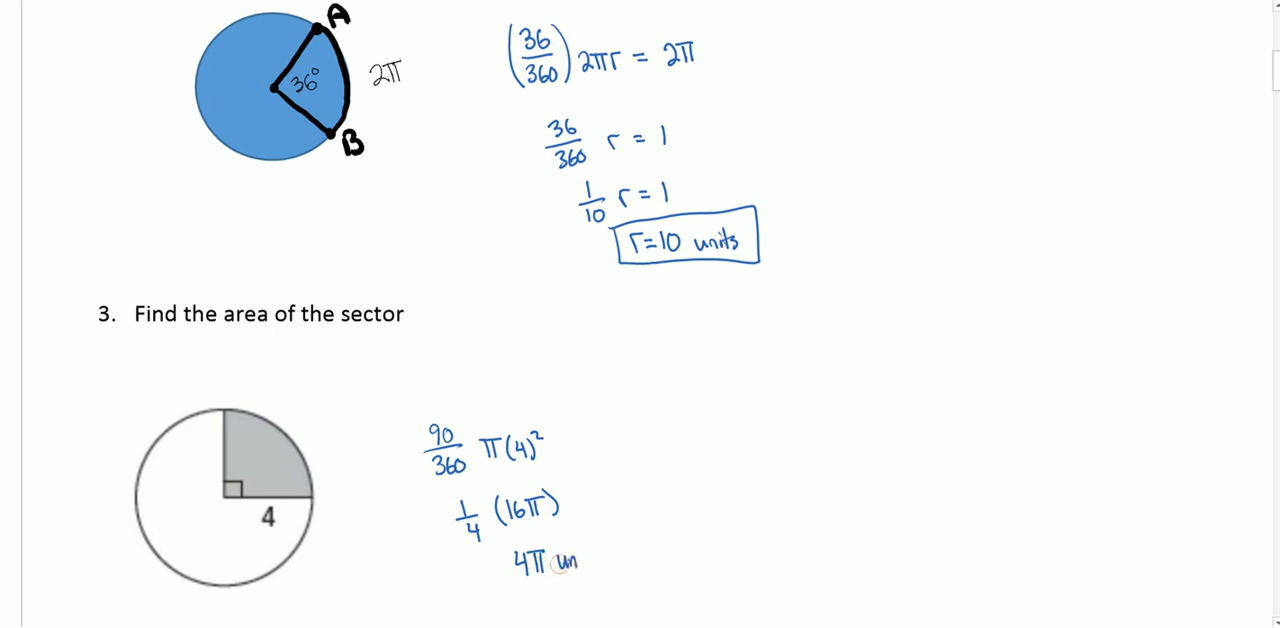 A
36°
2π
B
(36/360) 2πr = 2π
36/360 r = 1
1/10 r = 1
r=10 units
3. Find the area of the sector
4
90/360 π(4)²
1/4 (16π)
4π un